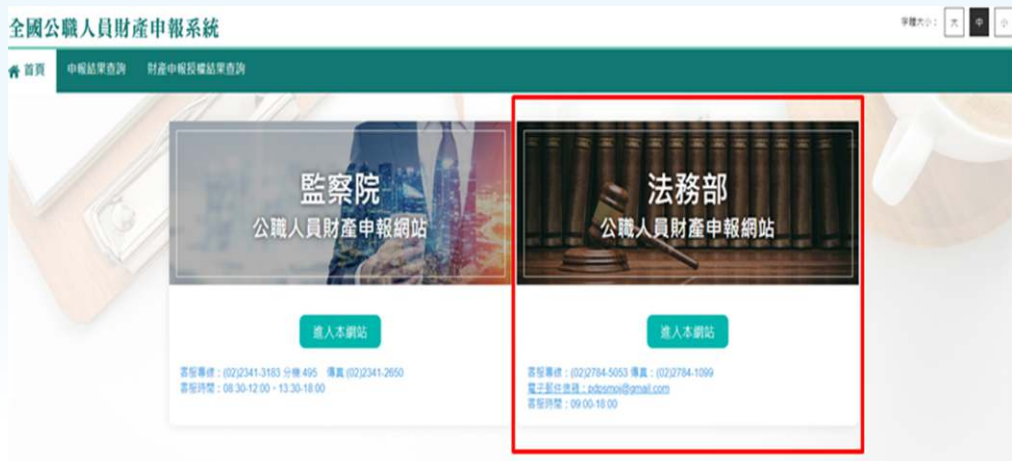 全國公職人員財產申報系統
字體大小： 大 中 小
首頁 申報結果查詢 財產申報授權結果查詢
監察院
公職人員財產申報網站
進入本網站
客服專線：(02)2341-3183 分機 495 傳真 (02)2341-2650
客服時間：08:30-12:00、13:30-18:00
法務部
公職人員財產申報網站
進入本網站
客服專線：(02)2784-5053 傳真：(02)2784-1099
電子郵件信箱：pdpsmoj@gmail.com
客服時間：09:00-18:00